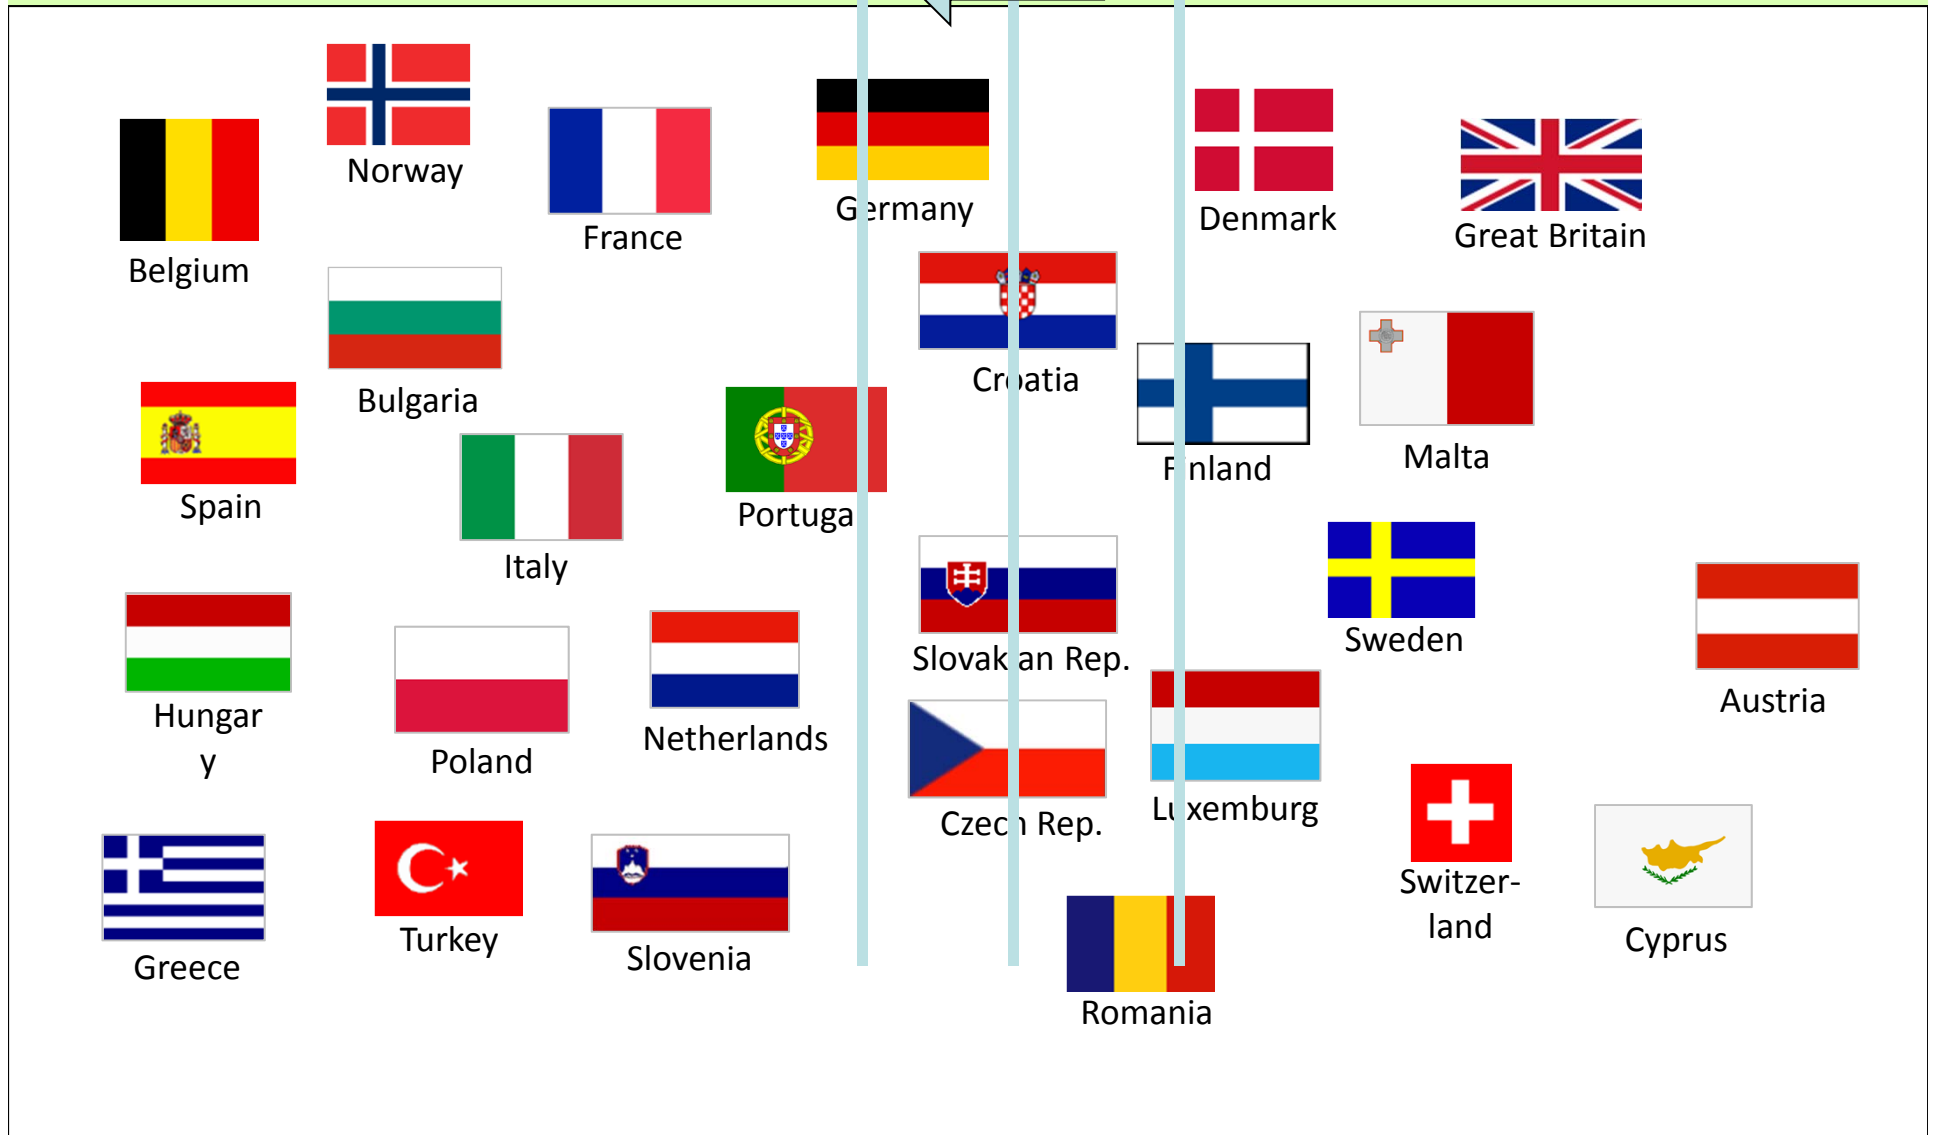 Norway
Belgium
France
Germany
Denmark
Great Britain
Bulgaria
Croatia
Spain
Italy
Portuga
Finland
Malta
Hungar
y
Poland
Netherlands
Slovakian Rep.
Sweden
Austria
Greece
Turkey
Slovenia
Czech Rep.
Luxemburg
Switzer-
land
Cyprus
Romania